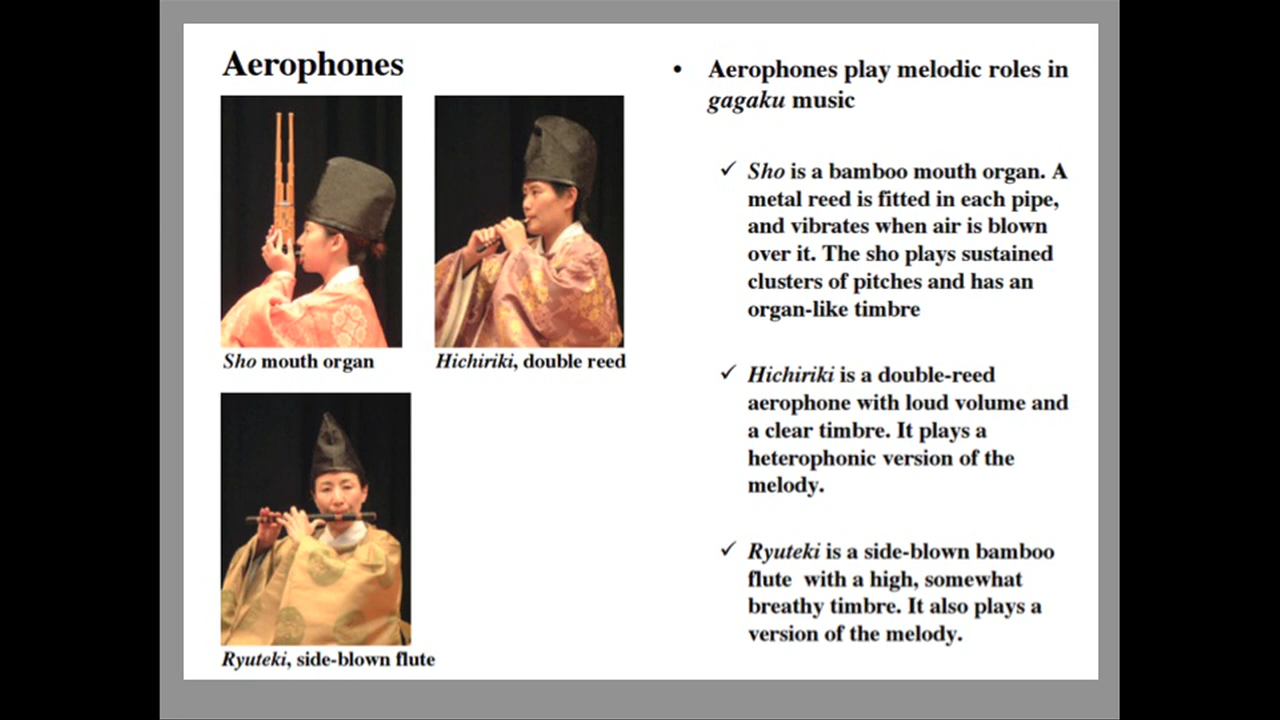 Aerophones
Sho mouth organ
Hichiriki, double reed
Ryuteki, side-blown flute
• Aerophones play melodic roles in
gagaku music
✓ Sho is a bamboo mouth organ. A
metal reed is fitted in each pipe,
and vibrates when air is blown
over it. The sho plays sustained
clusters of pitches and has an
organ-like timbre
✓ Hichiriki is a double-reed
aerophone with loud volume and
a clear timbre. It plays a
heterophonic version of the
melody.
✓ Ryuteki is a side-blown bamboo
flute  with a high, somewhat
breathy timbre. It also plays a
version of the melody.